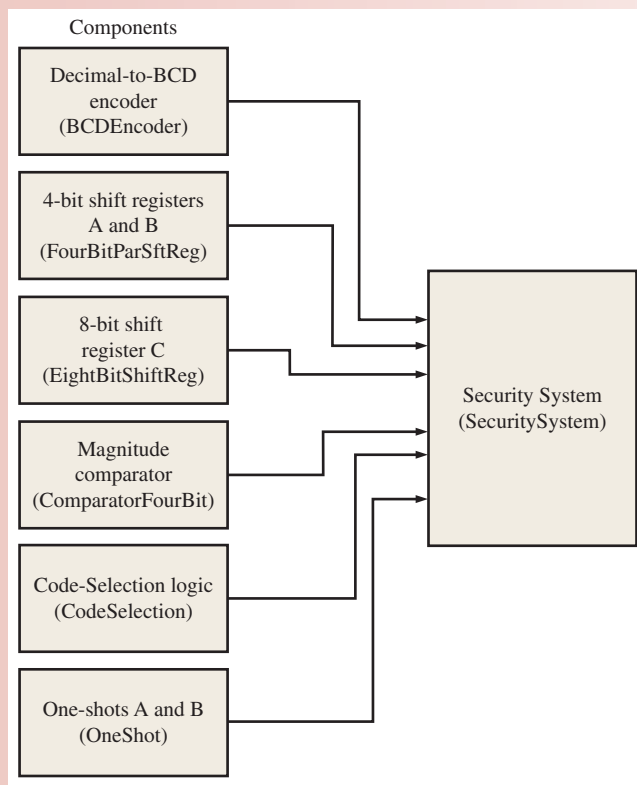 Components
Decimal-to-BCD
encoder
(BCDEncoder)
4-bit shift registers
A and B
(FourBitParSftReg)
8-bit shift
register C
(EightBitShiftReg)
Magnitude
comparator
(ComparatorFourBit)
Code-Selection logic
(CodeSelection)
One-shots A and B
(OneShot)
Security System
(SecuritySystem)